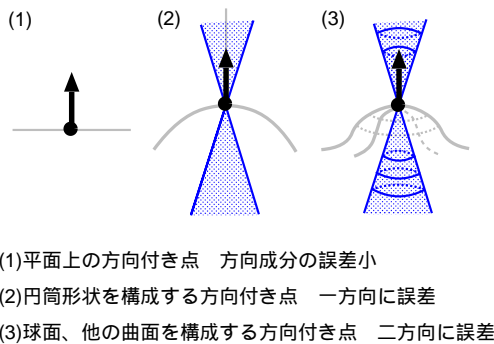 (1)
(2)
(3)
(1)平面上の方向付き点　方向成分の誤差小
(2)円筒形状を構成する方向付き点　一方向に誤差
(3)球面、他の曲面を構成する方向付き点　二方向に誤差